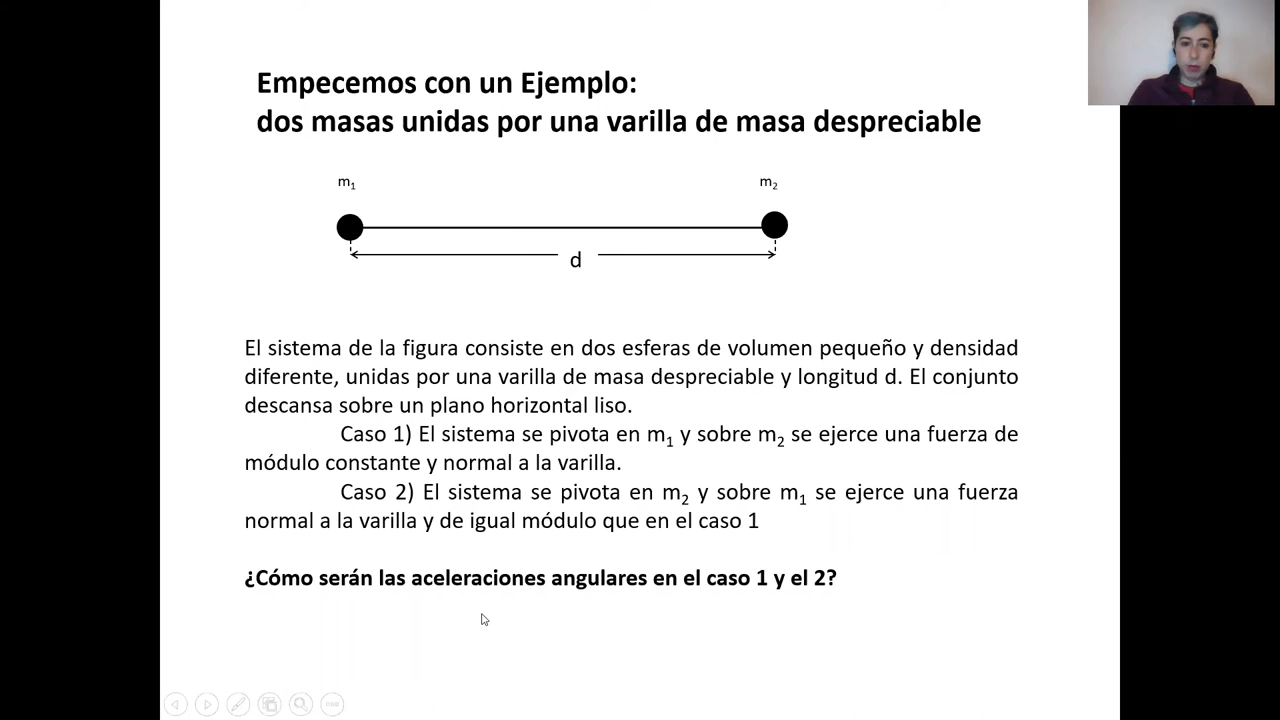 Empecemos con un Ejemplo:
dos masas unidas por una varilla de masa despreciable
m₁ m₂
d
El sistema de la figura consiste en dos esferas de volumen pequeño y densidad
diferente, unidas por una varilla de masa despreciable y longitud d. El conjunto
descansa sobre un plano horizontal liso.
Caso 1) El sistema se pivota en m₁ y sobre m₂ se ejerce una fuerza de
módulo constante y normal a la varilla.
Caso 2) El sistema se pivota en m₂ y sobre m₁ se ejerce una fuerza
normal a la varilla y de igual módulo que en el caso 1
¿Cómo serán las aceleraciones angulares en el caso 1 y el 2?